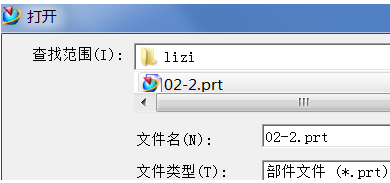 打开
查找范围(I): lizi
02-2.prt
文件名(N): 02-2.prt
文件类型(T): 部件文件 (*.prt)